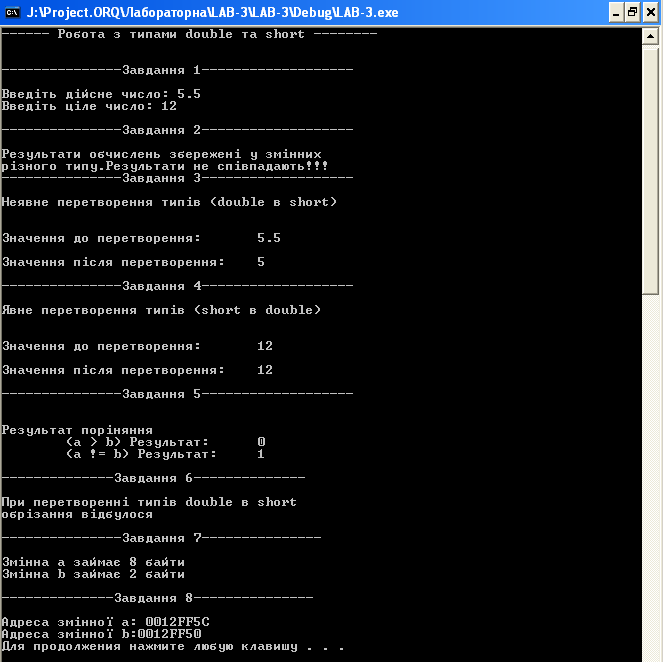 J:\Project.ORQ\Лабораторна\LAB-3\LAB-3\Debug\LAB-3.exe
------ Робота з типами double та short --------
---------------Завдання 1-------------------
Введіть дійсне число: 5.5
Введіть ціле число: 12
---------------Завдання 2-------------------
Результати обчислень збережені у змінних
різного типу.Результати не співпадають!!!
---------------Завдання 3-------------------
Неявне перетворення типів (double в short)
Значення до перетворення: 5.5
Значення після перетворення: 5
---------------Завдання 4-------------------
Явне перетворення типів (short в double)
Значення до перетворення: 12
Значення після перетворення: 12
---------------Завдання 5-------------------
Результат поріняння
(a > b) Результат: 0
(a != b) Результат: 1
--------------Завдання 6--------------
При перетворенні типів double в short
обрізання відбулося
---------------Завдання 7---------------
Змінна a займає 8 байти
Змінна b займає 2 байти
--------------Завдання 8---------------
Адреса змінної a: 0012FF5C
Адреса змінної b:0012FF50
Для продолжения нажмите любую клавишу . . .